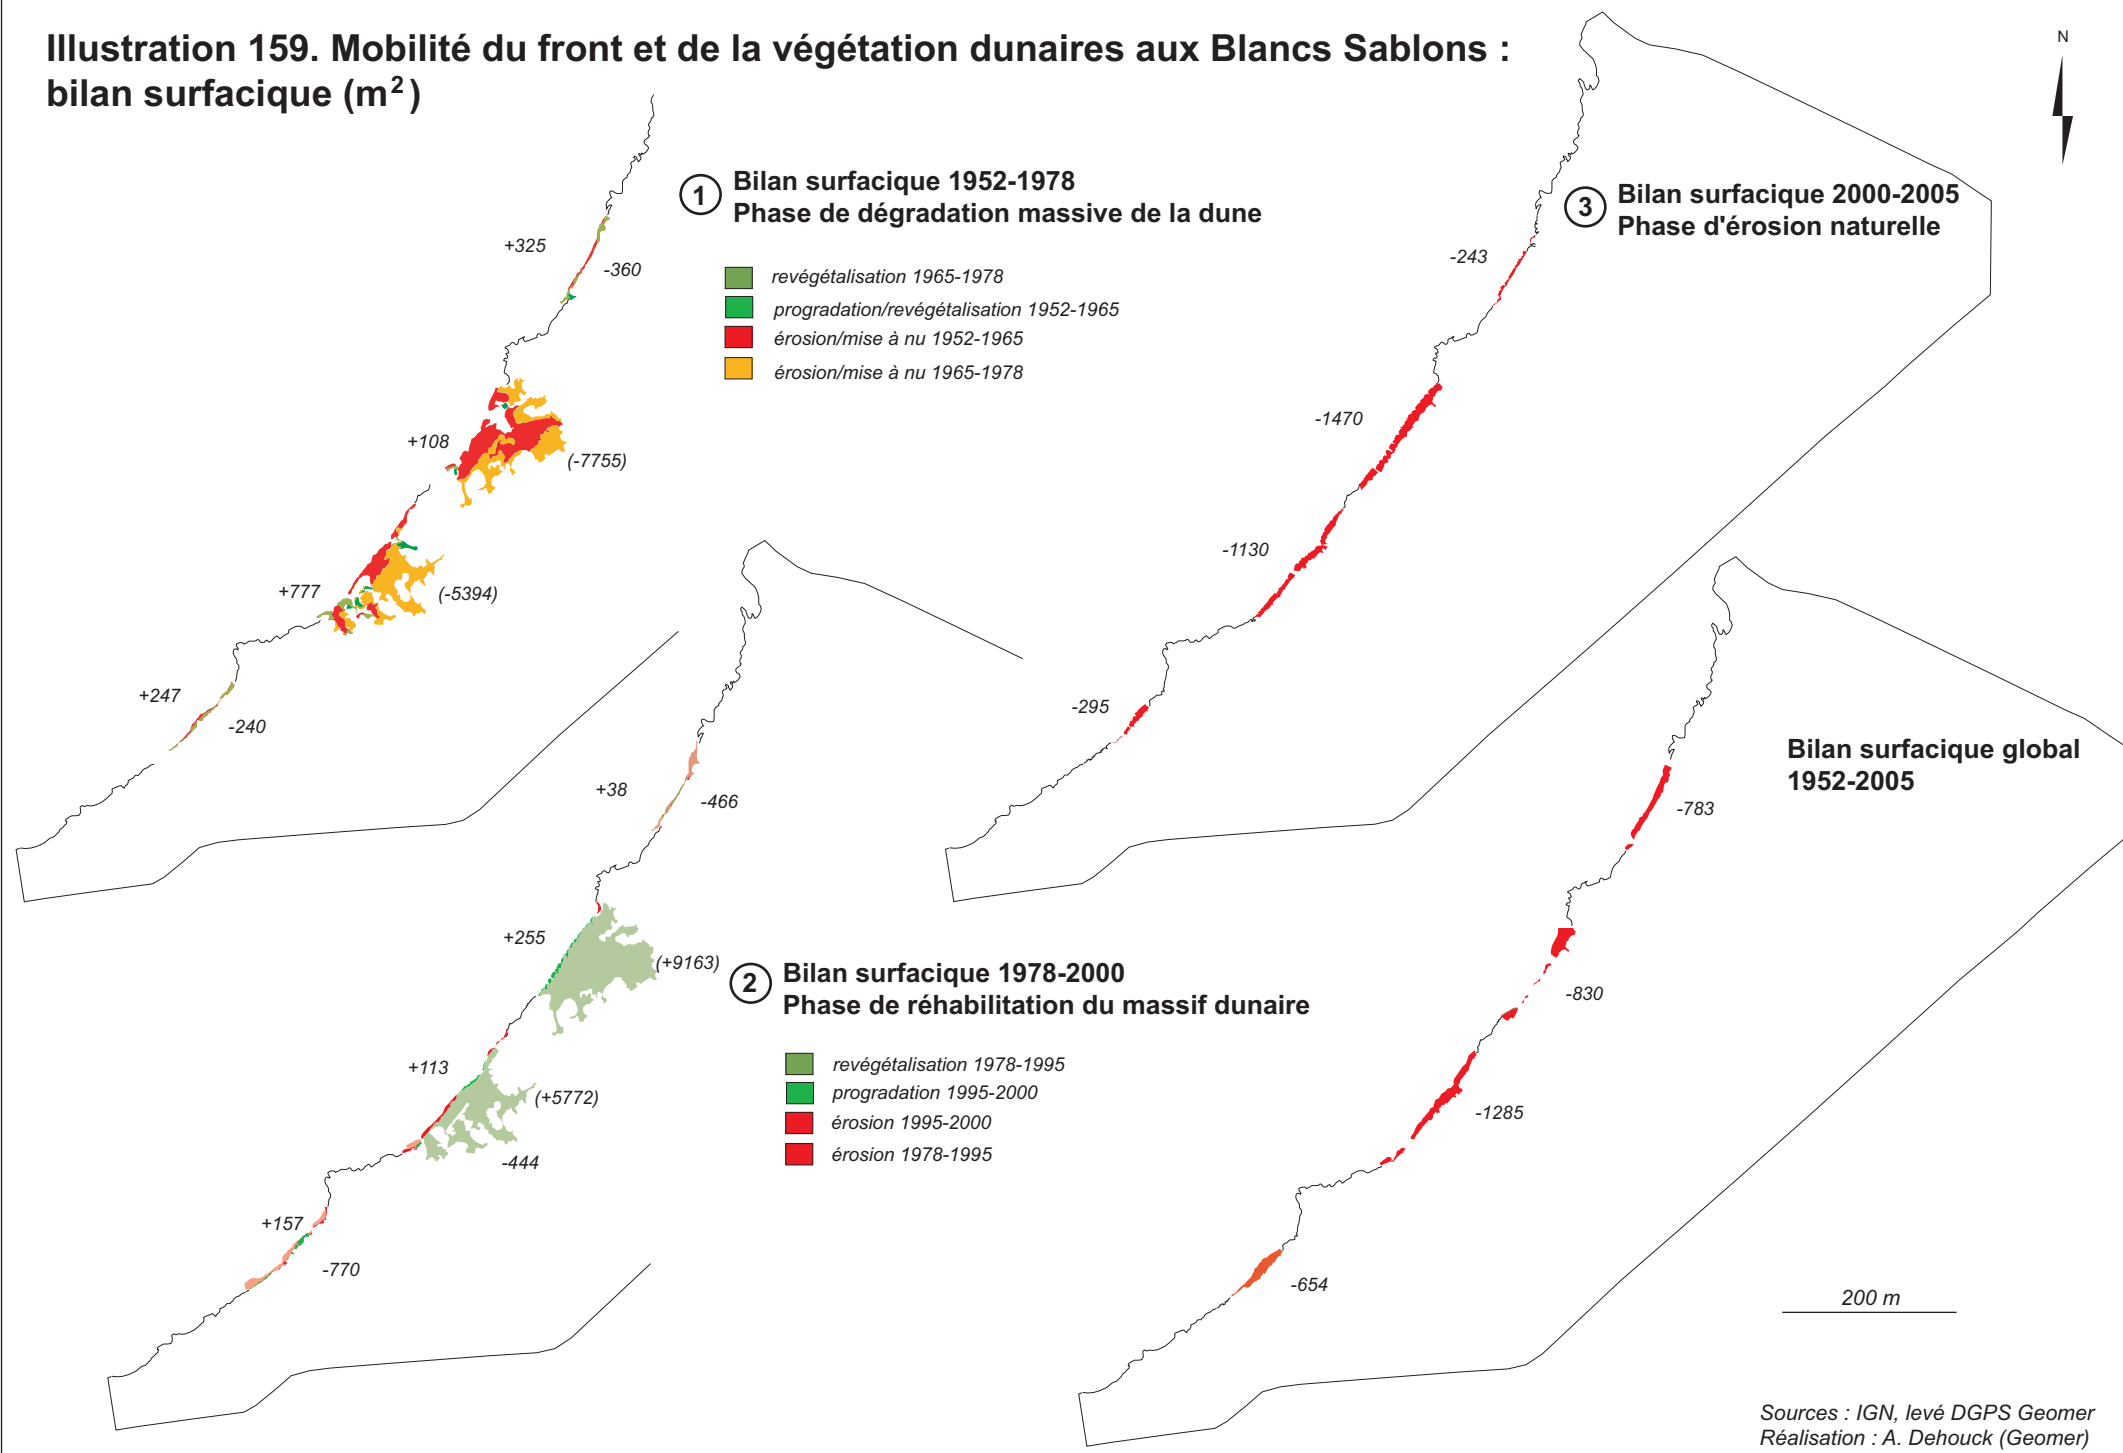 Illustration 159. Mobilité du front et de la végétation dunaires aux Blancs Sablons :
bilan surfacique (m²)
N
1
Bilan surfacique 1952-1978
Phase de dégradation massive de la dune
revégétalisation 1965-1978
progradation/revégétalisation 1952-1965
érosion/mise à nu 1952-1965
érosion/mise à nu 1965-1978
+325
-360
+108
(-7755)
+777
(-5394)
+247
-240
3
Bilan surfacique 2000-2005
Phase d'érosion naturelle
-243
-1470
-1130
-295
2
Bilan surfacique 1978-2000
Phase de réhabilitation du massif dunaire
revégétalisation 1978-1995
progradation 1995-2000
érosion 1995-2000
érosion 1978-1995
+38
-466
+255
(+9163)
+113
(+5772)
-444
+157
-770
Bilan surfacique global
1952-2005
-783
-830
-1285
-654
200 m
Sources : IGN, levé DGPS Geomer
Réalisation : A. Dehouck (Geomer)